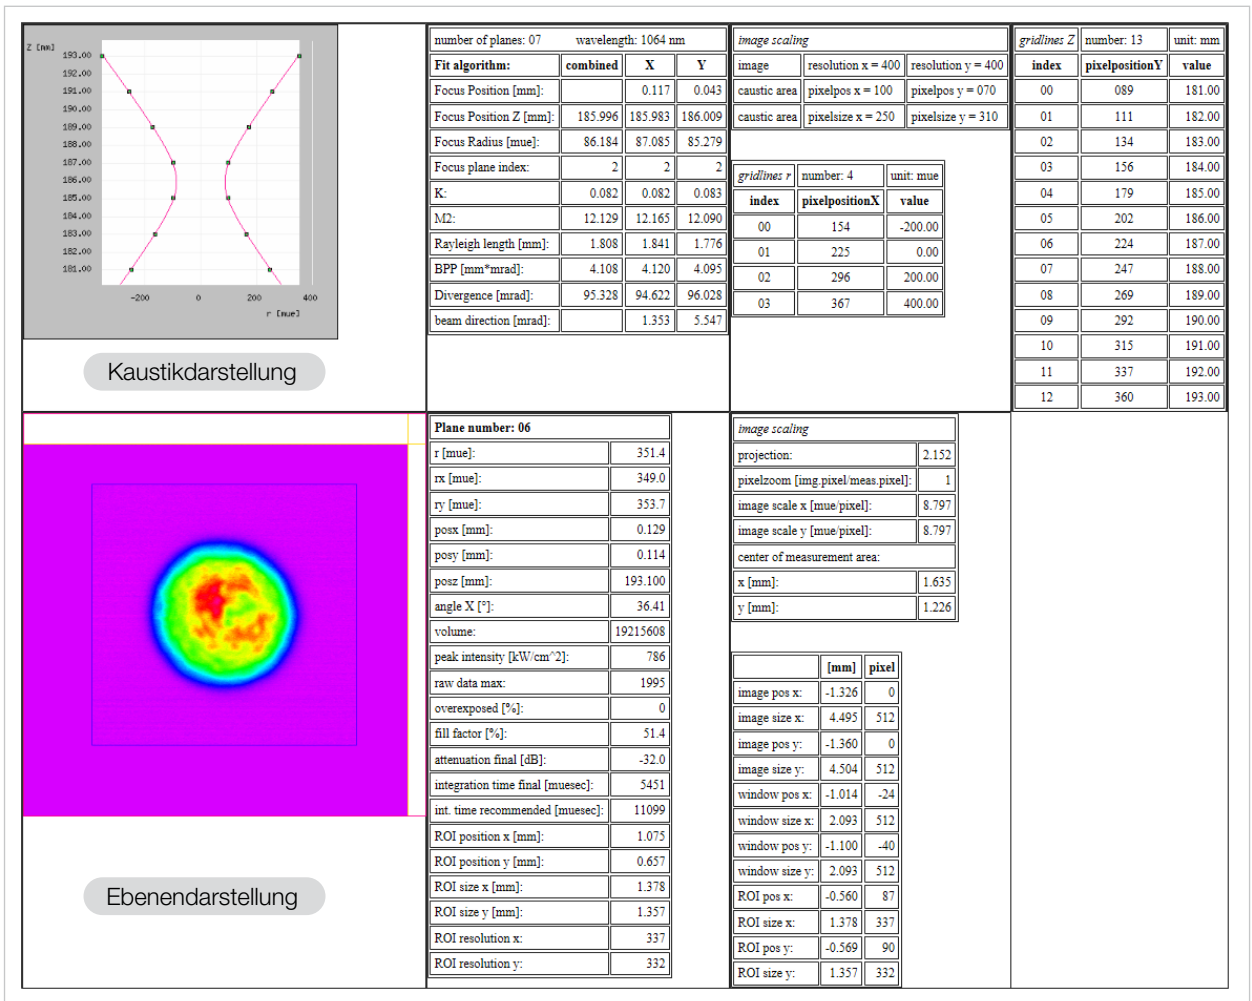 Z [mm]
193.00
192.00
191.00
190.00
189.00
188.00
187.00
186.00
185.00
184.00
183.00
182.00
181.00
-200 0 200 400
r [mue]
Kaustikdarstellung
number of planes: 07 wavelength: 1064 nm
Fit algorithm: combined X Y
Focus Position [mm]: 0.117 0.043
Focus Position Z [mm]: 185.996 185.983 186.009
Focus Radius [mue]: 86.184 87.085 85.279
Focus plane index: 2 2 2
K: 0.082 0.082 0.083
M2: 12.129 12.165 12.090
Rayleigh length [mm]: 1.808 1.841 1.776
BPP [mm*mrad]: 4.108 4.120 4.095
Divergence [mrad]: 95.328 94.622 96.028
beam direction [mrad]: 1.353 5.547
image scaling
image resolution x = 400 resolution y = 400
caustic area pixelpos x = 100 pixelpos y = 070
caustic area pixelsize x = 250 pixelsize y = 310
gridlines r number: 4 unit: mue
index pixelpositionX value
00 154 -200.00
01 225 0.00
02 296 200.00
03 367 400.00
gridlines Z number: 13 unit: mm
index pixelpositionY value
00 089 181.00
01 111 182.00
02 134 183.00
03 156 184.00
04 179 185.00
05 202 186.00
06 224 187.00
07 247 188.00
08 269 189.00
09 292 190.00
10 315 191.00
11 337 192.00
12 360 193.00
Ebenendarstellung
Plane number: 06
r [mue]: 351.4
rx [mue]: 349.0
ry [mue]: 353.7
posx [mm]: 0.129
posy [mm]: 0.114
posz [mm]: 193.100
angle X [°]: 36.41
volume: 19215608
peak intensity [kW/cm^2]: 786
raw data max: 1995
overexposed [%]: 0
fill factor [%]: 51.4
attenuation final [dB]: -32.0
integration time final [muesec]: 5451
int. time recommended [muesec]: 11099
ROI position x [mm]: 1.075
ROI position y [mm]: 0.657
ROI size x [mm]: 1.378
ROI size y [mm]: 1.357
ROI resolution x: 337
ROI resolution y: 332
image scaling
projection: 2.152
pixelzoom [img.pixel/meas.pixel]: 1
image scale x [mue/pixel]: 8.797
image scale y [mue/pixel]: 8.797
center of measurement area:
x [mm]: 1.635
y [mm]: 1.226
[mm] pixel
image pos x: -1.326 0
image size x: 4.495 512
image pos y: -1.360 0
image size y: 4.504 512
window pos x: -1.014 -24
window size x: 2.093 512
window pos y: -1.100 -40
window size y: 2.093 512
ROI pos x: -0.560 87
ROI size x: 1.378 337
ROI pos y: -0.569 90
ROI size y: 1.357 332